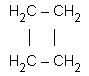 H₂C—CH₂
| |
H₂C—CH₂